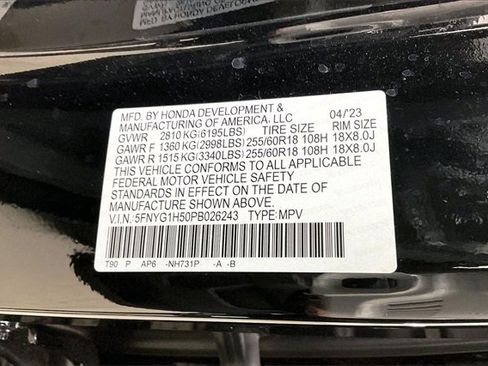 MFD. BY HONDA DEVELOPMENT & 04/'23
MANUFACTURING OF AMERICA, LLC
GVWR 2810 KG(6195LBS) TIRE SIZE RIM SIZE
GAWR F 1360 KG(2998LBS) 255/60R18 108H 18X8.0J
GAWR R 1515 KG(3340LBS) 255/60R18 108H 18X8.0J
THIS VEHICLE CONFORMS TO ALL APPLICABLE
FEDERAL MOTOR VEHICLE SAFETY
STANDARDS IN EFFECT ON THE DATE OF
MANUFACTURE SHOWN ABOVE.
V.I.N.: 5FNYG1H50PB026243 TYPE: MPV
T90 P AP6 -NH731P -A -B